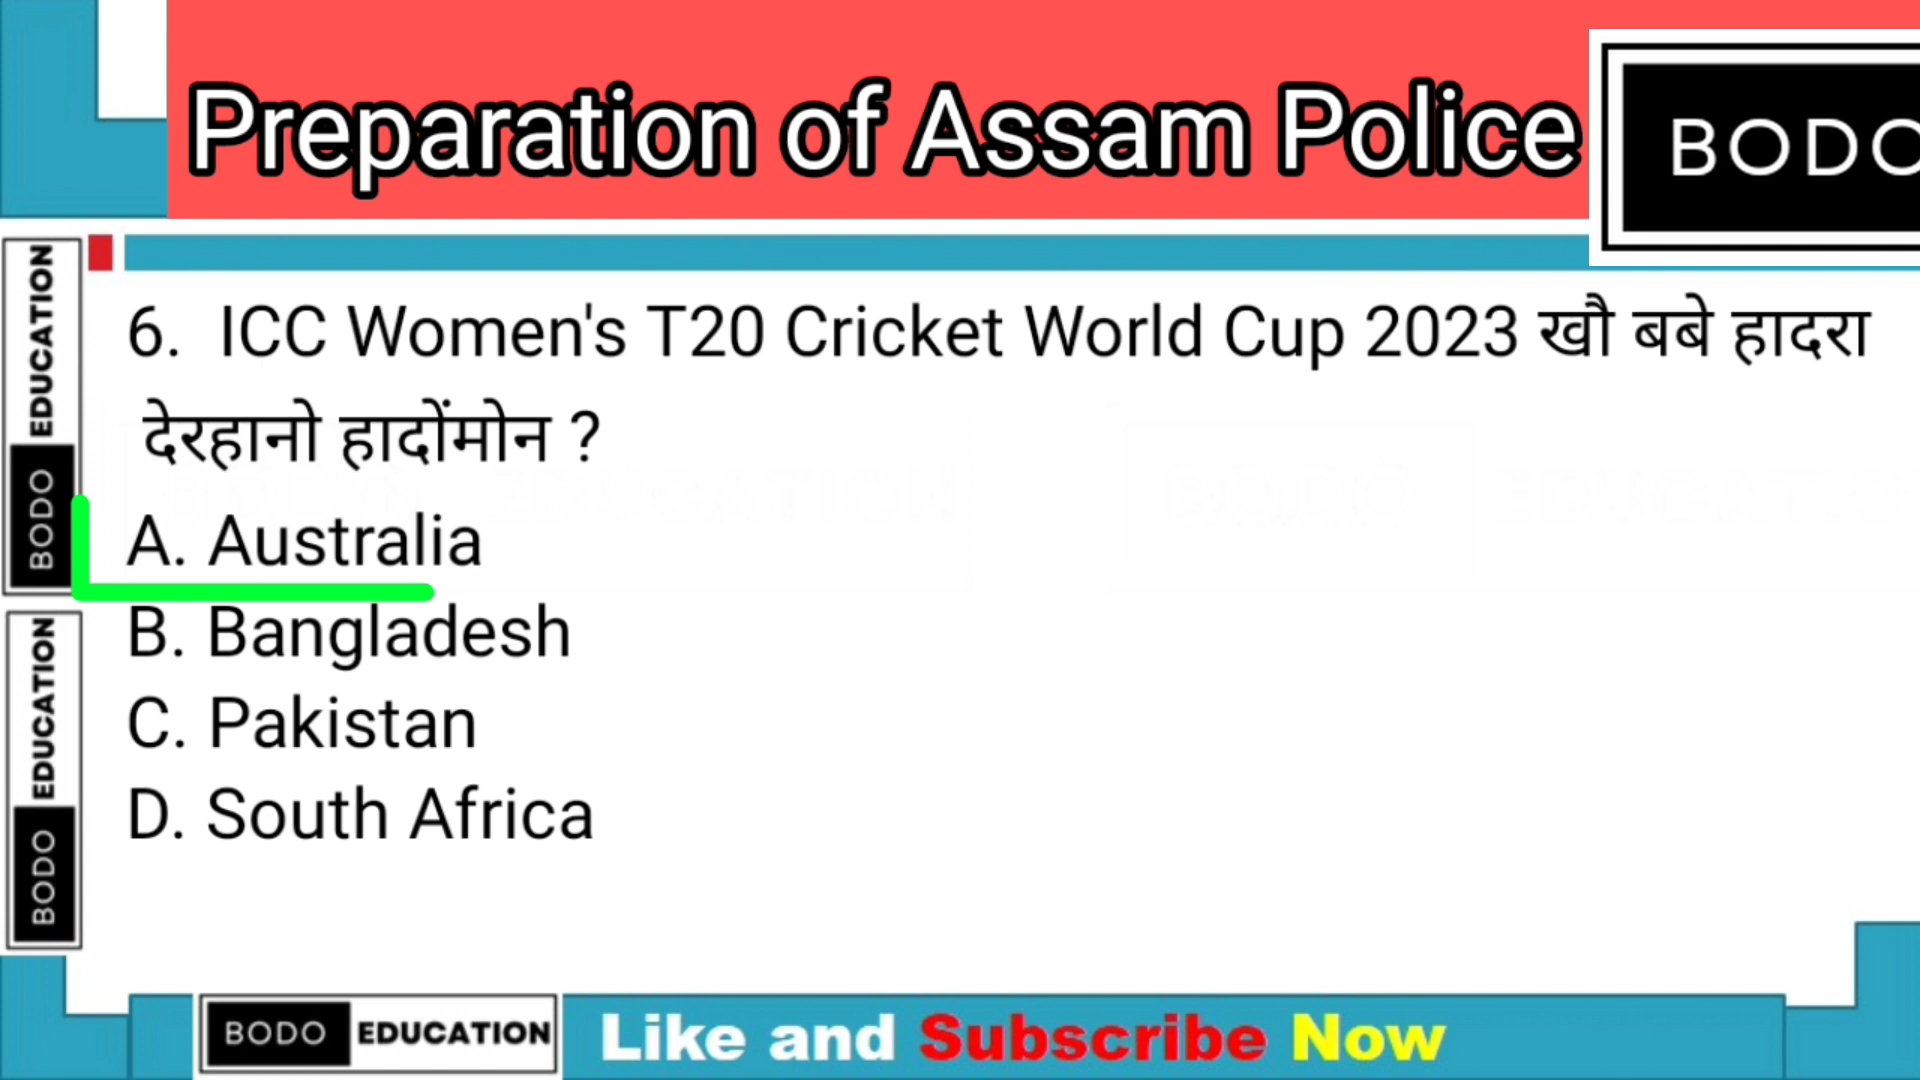 Preparation of Assam Police
BODO
BODO EDUCATION
6. ICC Women's T20 Cricket World Cup 2023 खौ बबे हादरा
देरहानो हादोंमोन ?
A. Australia
B. Bangladesh
C. Pakistan
D. South Africa
BODO EDUCATION
BODO EDUCATION
Like and Subscribe Now